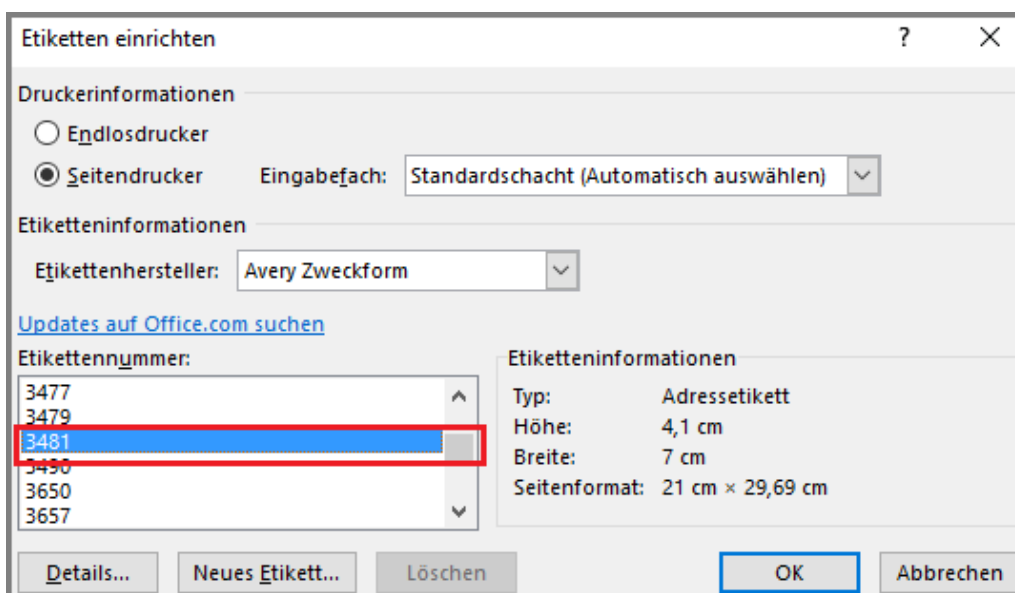 Etiketten einrichten ?
Druckerinformationen
Endlosdrucker
Seitendrucker Eingabefach: Standardschacht (Automatisch auswählen)
Etiketteninformationen
Etikettenhersteller: Avery Zweckform
Updates auf Office.com suchen
Etikettennummer:
3477
3479
3481
3490
3650
3657
Etiketteninformationen
Typ: Adressetikett
Höhe: 4,1 cm
Breite: 7 cm
Seitenformat: 21 cm × 29,69 cm
Details... Neues Etikett... Löschen OK Abbrechen